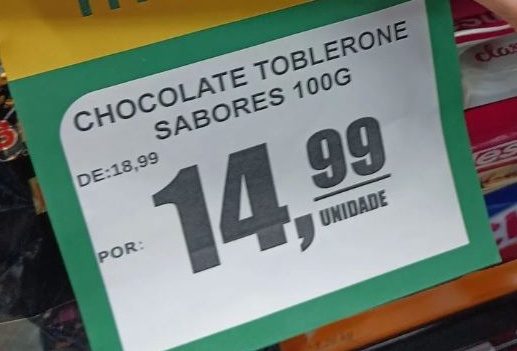 CHOCOLATE TOBLERONE
SABORES 100G
DE:18,99
POR: 14,99
UNIDADE